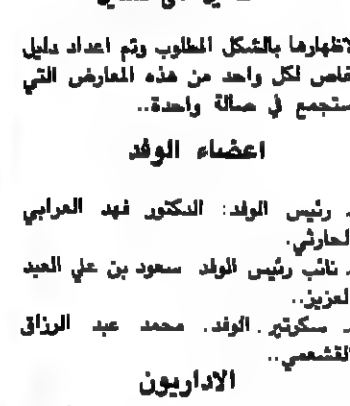 لاظهارها بالشكل المطلوب وتم اعداد دليل
خاص لكل واحد من هذه المعارض التي
ستجمع في صالة واحدة..
اعضاء الوفد
. رئيس الوفد: الدكتور فهد العرابي
الحارثي.
. نائب رئيس الوفد سعود بن علي العبد
العزيز..
. سكرتير . الوفد. محمد عبد الرزاق
القشعمي..
الاداريون